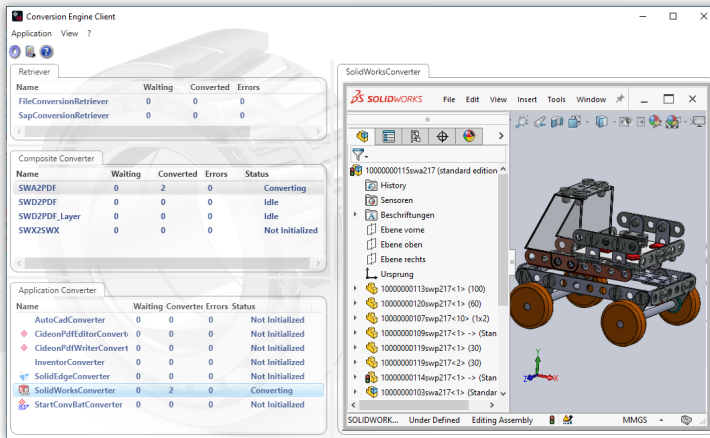 Conversion Engine Client
Application View ?
Retriever
Name Waiting Converted Errors
FileConversionRetriever 0 0 0
SapConversionRetriever 0 0 0
Composite Converter
Name Waiting Converted Errors Status
SWA2PDF 0 2 0 Converting
SWD2PDF 0 0 0 Idle
SWD2PDF_Layer 0 0 0 Idle
SWX2SWX 0 0 0 Not Initialized
Application Converter
Name Waiting Converte Errors Status
AutoCadConverter 0 0 0 Not Initialized
CideonPdfEditorConverte 0 0 0 Not Initialized
CideonPdfWriterConvert 0 0 0 Not Initialized
InventorConverter 0 0 0 Not Initialized
SolidEdgeConverter 0 0 0 Not Initialized
SolidWorksConverter 0 2 0 Converting
StartConvBatConverter 0 0 0 Not Initialized
SolidWorksConverter
SOLIDWORKS File Edit View Insert Tools Window
10000000115swa217 (standard edition
History
Sensoren
Beschriftungen
Ebene vorne
Ebene oben
Ebene rechts
Ursprung
10000000113swp217<1> (100)
10000000120swp217<1> (60)
10000000107swp217<10> (1x2)
10000000109swp217<1> -> (Stan
10000000119swp217<1> (30)
10000000119swp217<2> (30)
10000000114swp217<1> -> (Stan
10000000103swa217<1> (Standar
Y
Z
X
SOLIDWORK... Under Defined Editing Assembly MMGS